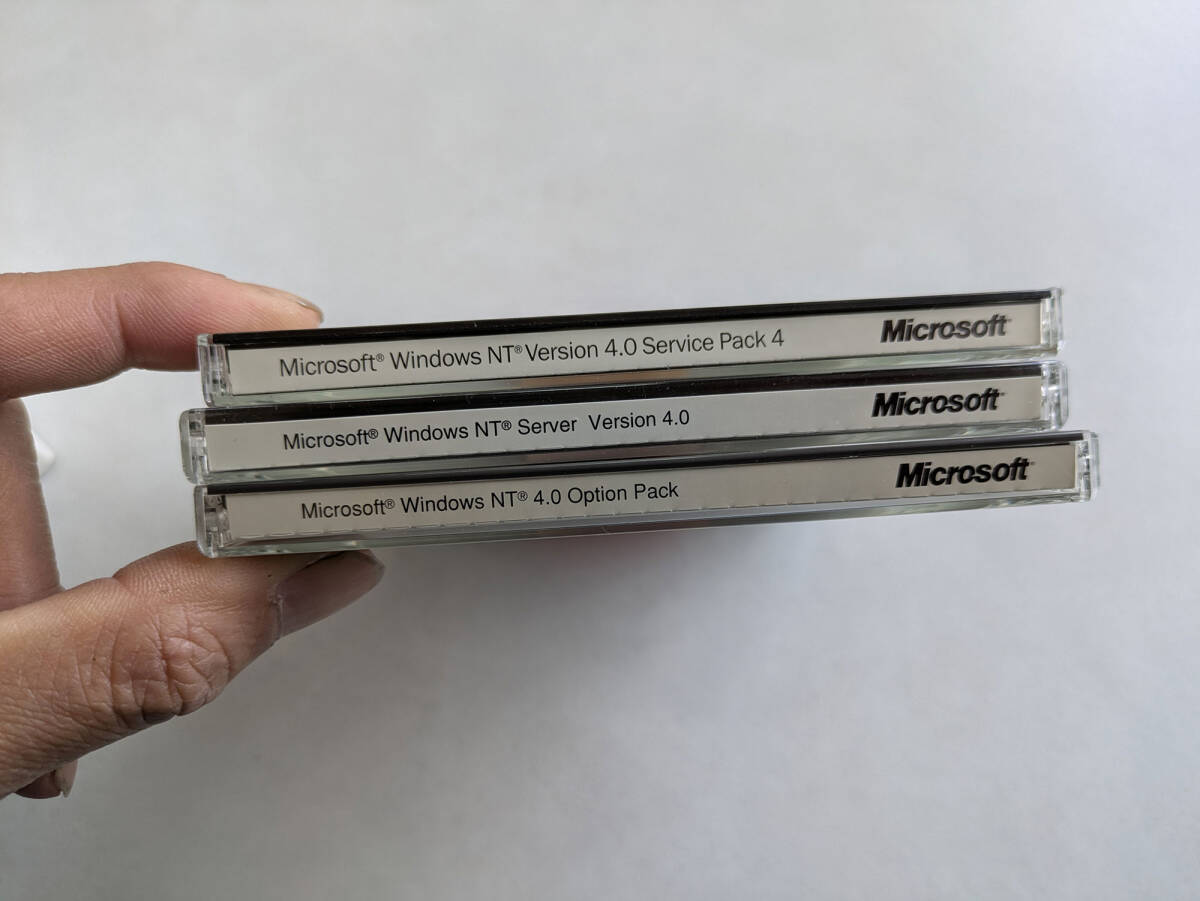 Microsoft® Windows NT® Version 4.0 Service Pack 4 Microsoft®
Microsoft® Windows NT® Server Version 4.0 Microsoft®
Microsoft® Windows NT® 4.0 Option Pack Microsoft®